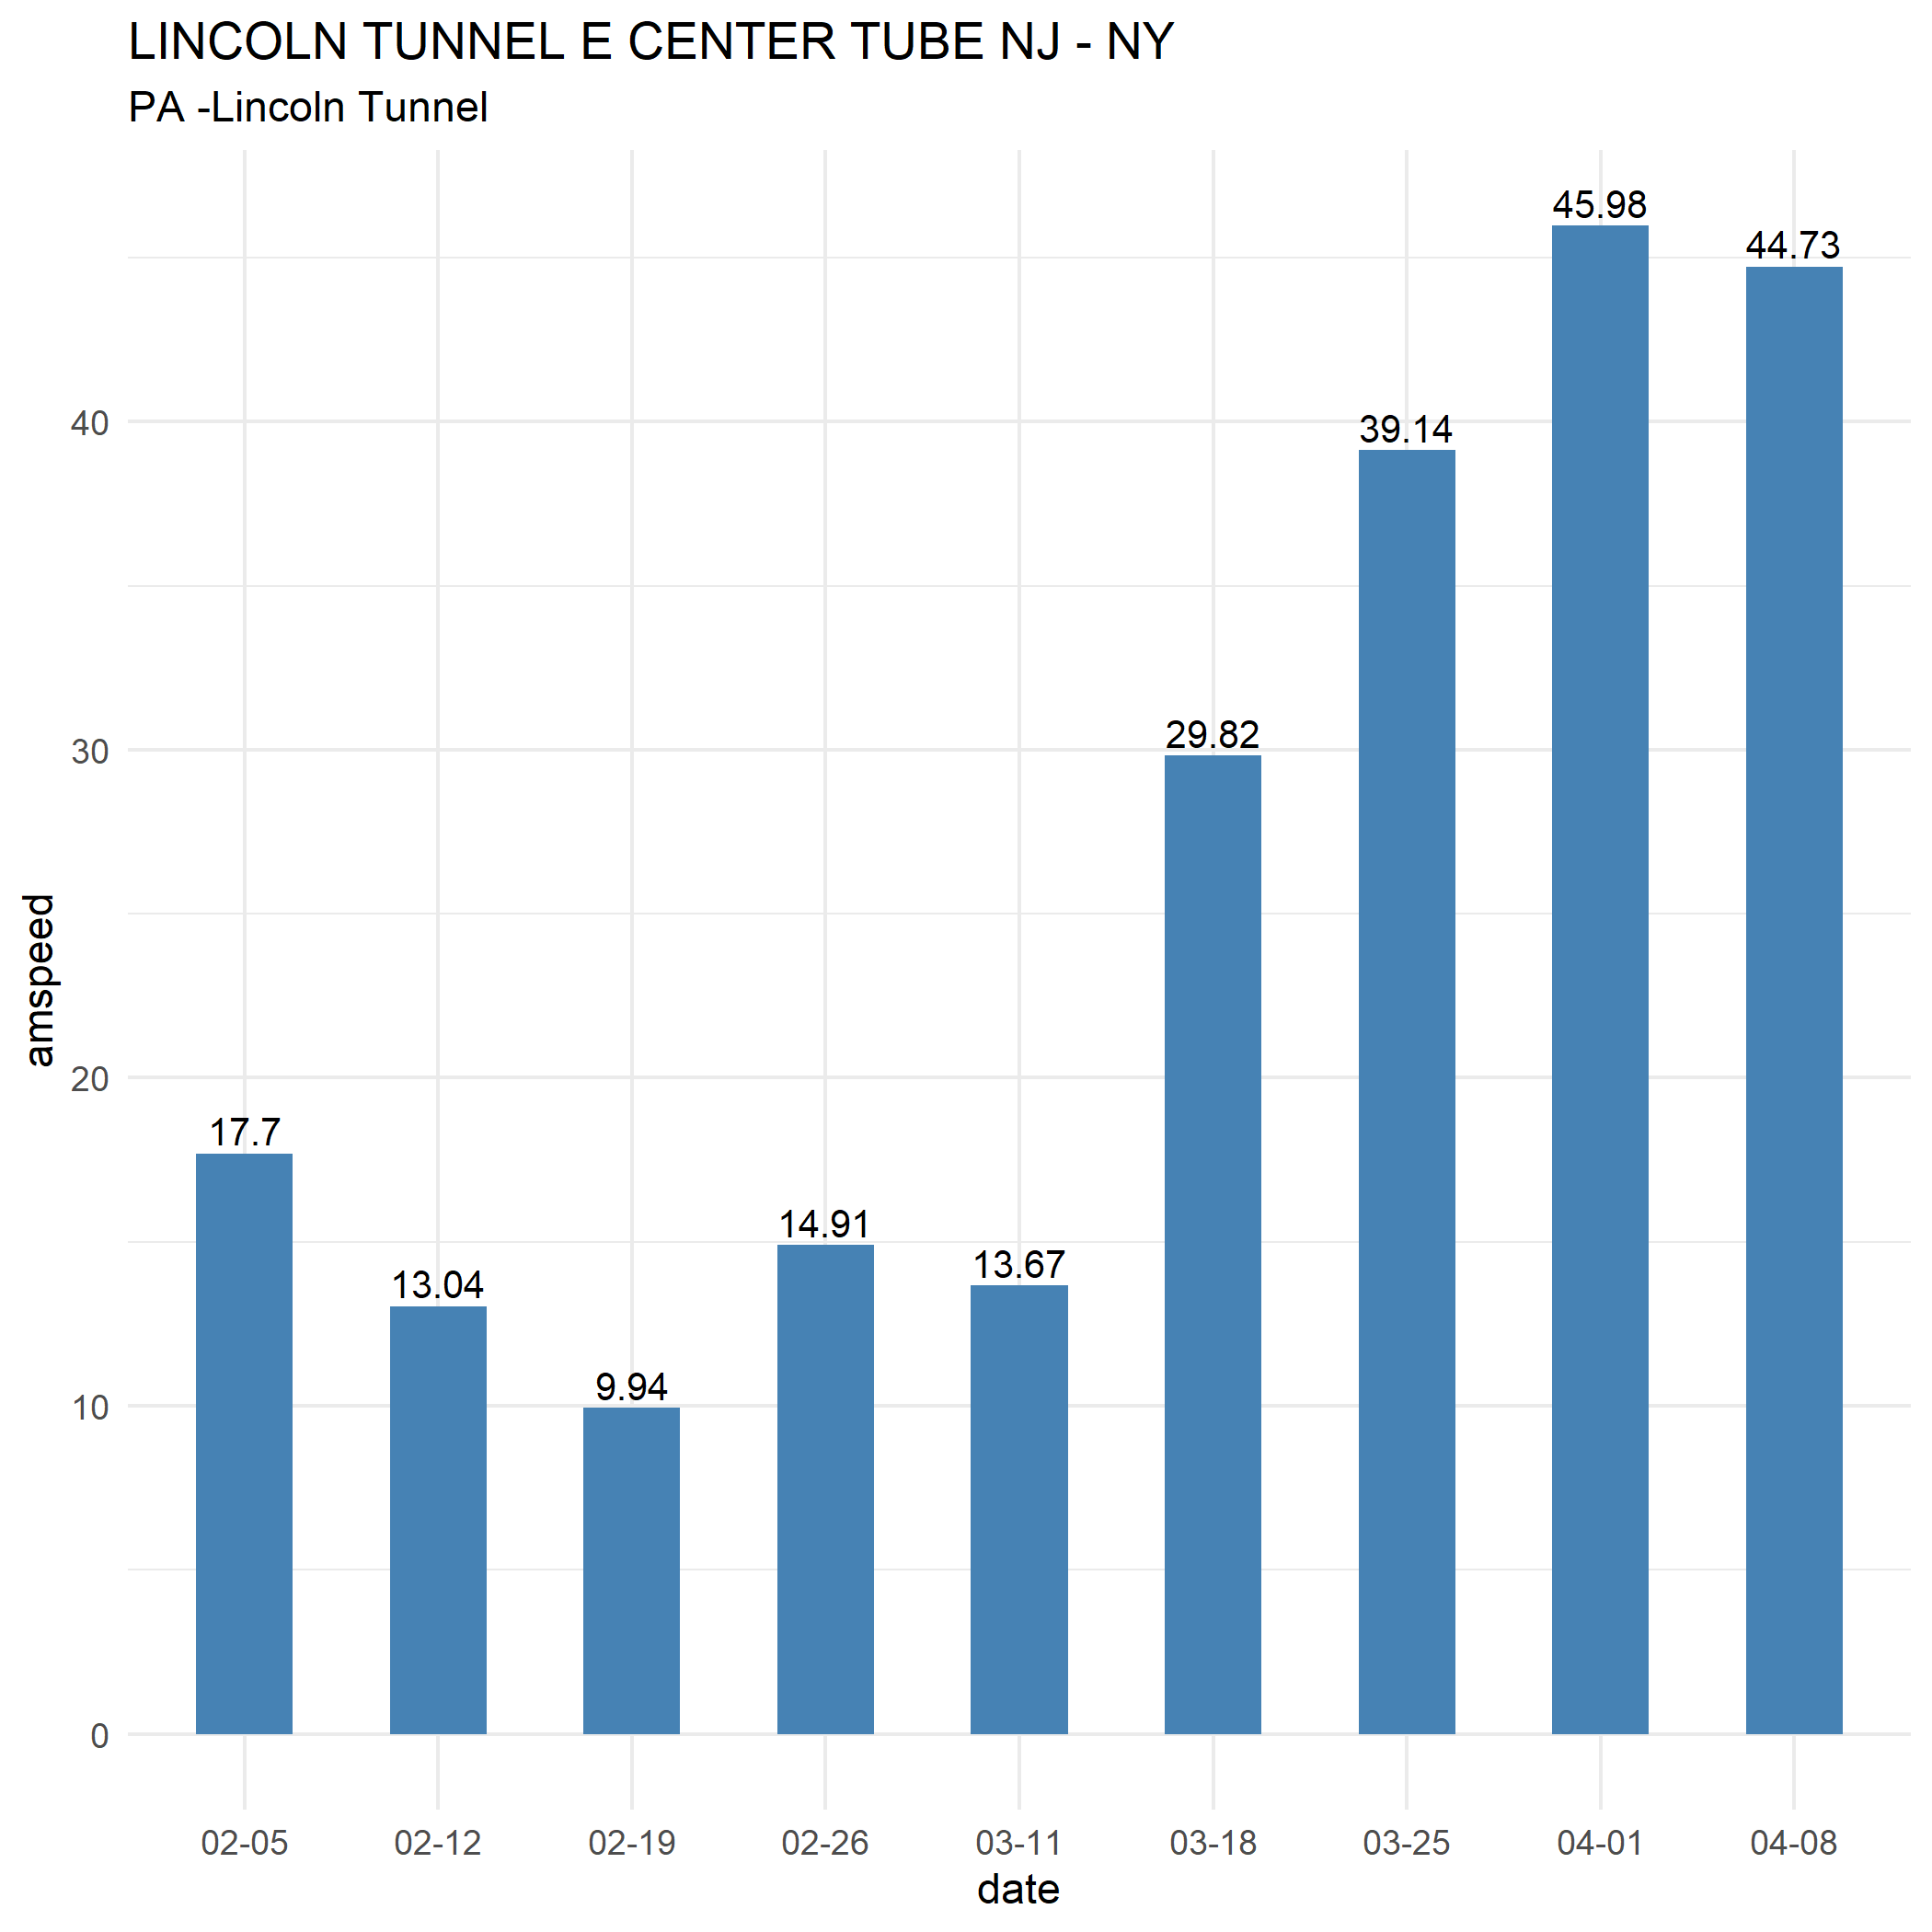 LINCOLN TUNNEL E CENTER TUBE NJ - NY
PA -Lincoln Tunnel
45.98
44.73
39.14
29.82
17.7
14.91
13.67
13.04
9.94
40
30
20
10
0
amspeed
02-05 02-12 02-19 02-26 03-11 03-18 03-25 04-01 04-08
date